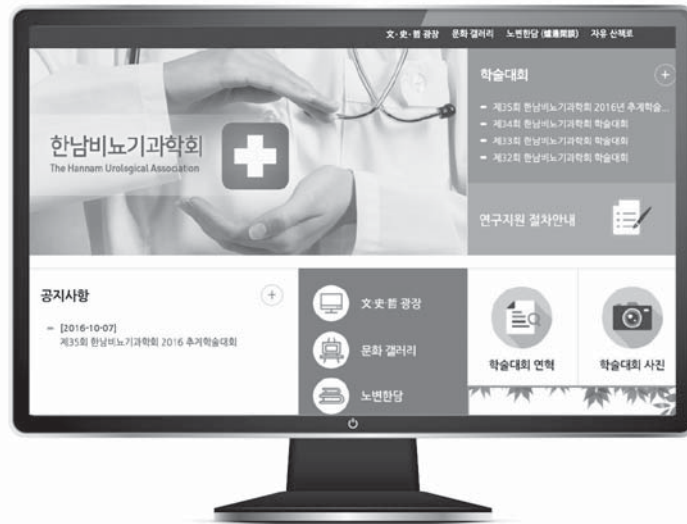 文·史·哲 광장 문화 갤러리 노변한담 (爐邊閑談) 자유 산책로
한남비뇨기과학회
The Hannam Urological Association
학술대회
제35회 한남비뇨기과학회 2016년 추계학술...
제34회 한남비뇨기과학회 학술대회
제33회 한남비뇨기과학회 학술대회
제32회 한남비뇨기과학회 학술대회
연구지원 절차안내
공지사항
[2016-10-07]
제35회 한남비뇨기과학회 2016 추계학술대회
文·史·哲 광장
문화 갤러리
노변한담
학술대회 연혁
학술대회 사진